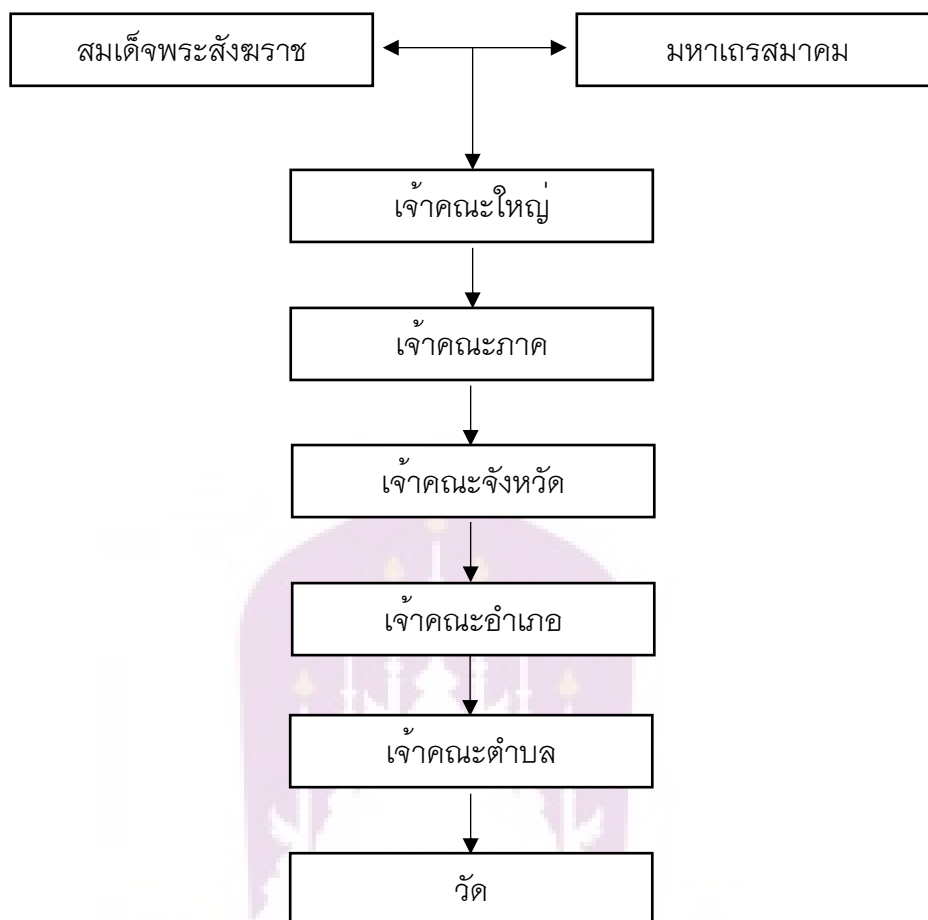 สมเด็จพระสังฆราช
มหาเถรสมาคม
เจ้าคณะใหญ่
เจ้าคณะภาค
เจ้าคณะจังหวัด
เจ้าคณะอำเภอ
เจ้าคณะตำบล
วัด